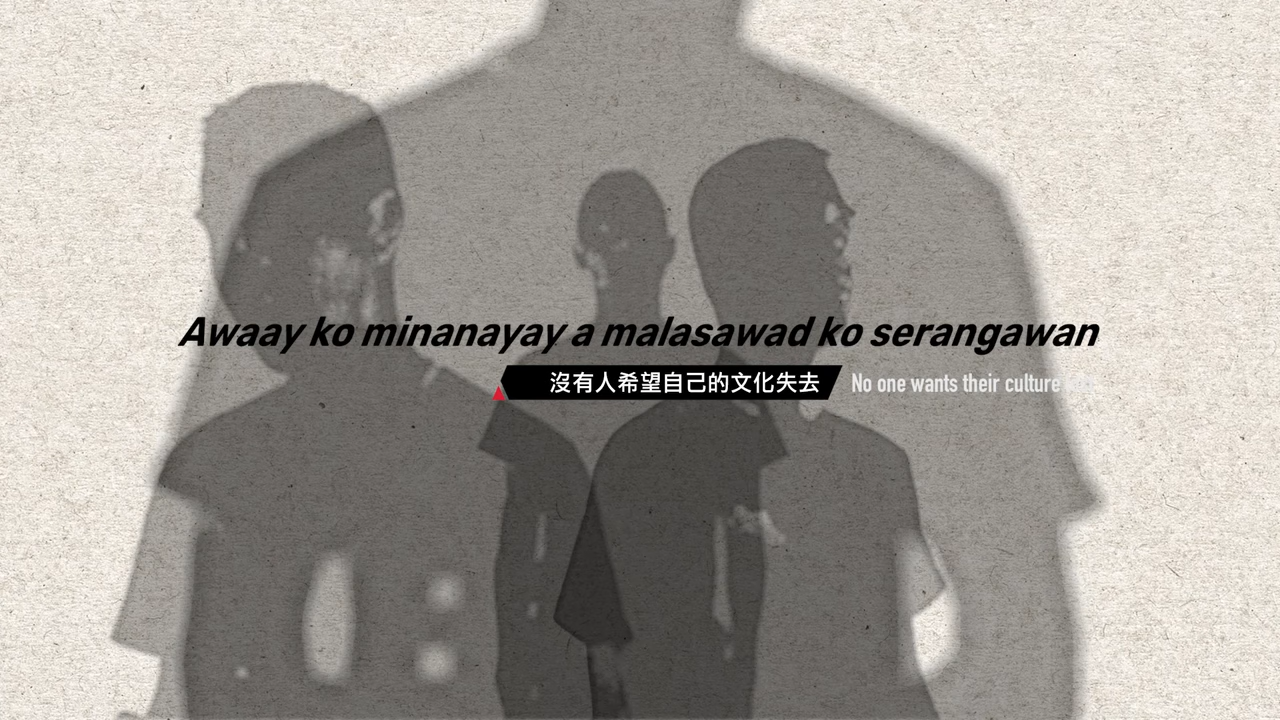 Awaay ko minanayay a malasawad ko serangawan
沒有人希望自己的文化失去 No one wants their culture